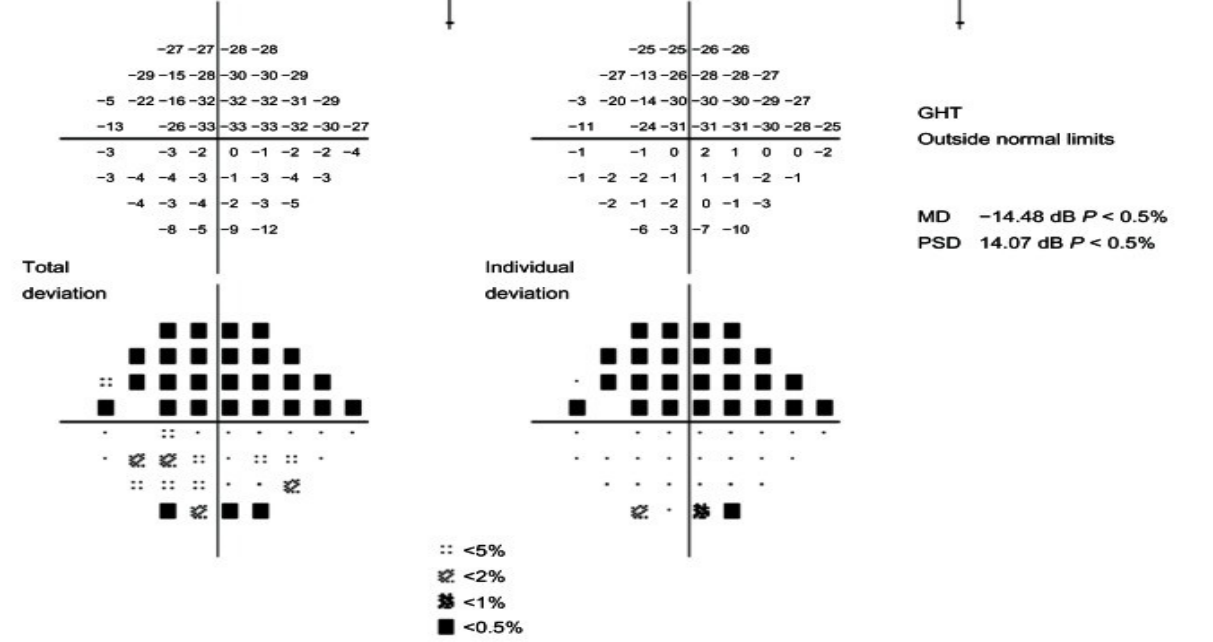 −27 −27 −28 −28
−29 −15 −28 −30 −30 −29
−5 −22 −16 −32 −32 −32 −31 −29
−13 −26 −33 −33 −33 −32 −30 −27
−3 −3 −2 0 −1 −2 −2 −4
−3 −4 −4 −3 −1 −3 −4 −3
−4 −3 −4 −2 −3 −5
−8 −5 −9 −12
Total
deviation
−25 −25 −26 −26
−27 −13 −26 −28 −28 −27
−3 −20 −14 −30 −30 −30 −29 −27
−11 −24 −31 −31 −31 −30 −28 −25
−1 −1 0 2 1 0 0 −2
−1 −2 −2 −1 1 −1 −2 −1
−2 −1 −2 0 −1 −3
−6 −3 −7 −10
Individual
deviation
GHT
Outside normal limits
MD −14.48 dB P < 0.5%
PSD 14.07 dB P < 0.5%
<5%
<2%
<1%
<0.5%